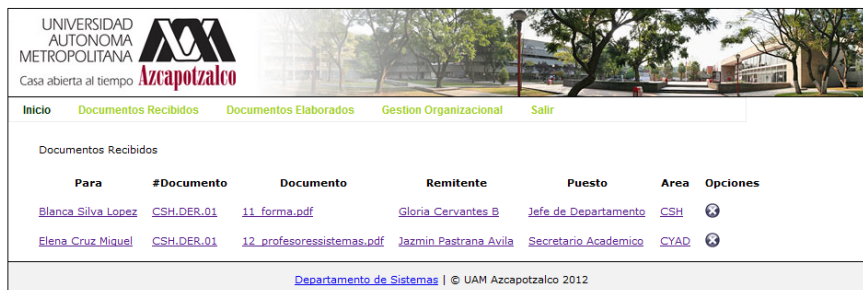 UNIVERSIDAD
AUTONOMA
METROPOLITANA
Casa abierta al tiempo Azcapotzalco
Inicio Documentos Recibidos Documentos Elaborados Gestion Organizacional Salir
Documentos Recibidos
Para #Documento Documento Remitente Puesto Area Opciones
Blanca Silva Lopez CSH.DER.01 11_forma.pdf Gloria Cervantes B Jefe de Departamento CSH
Elena Cruz Miguel CSH.DER.01 12_profesoressistemas.pdf Jazmin Pastrana Avila Secretario Academico CYAD
Departamento de Sistemas | © UAM Azcapotzalco 2012